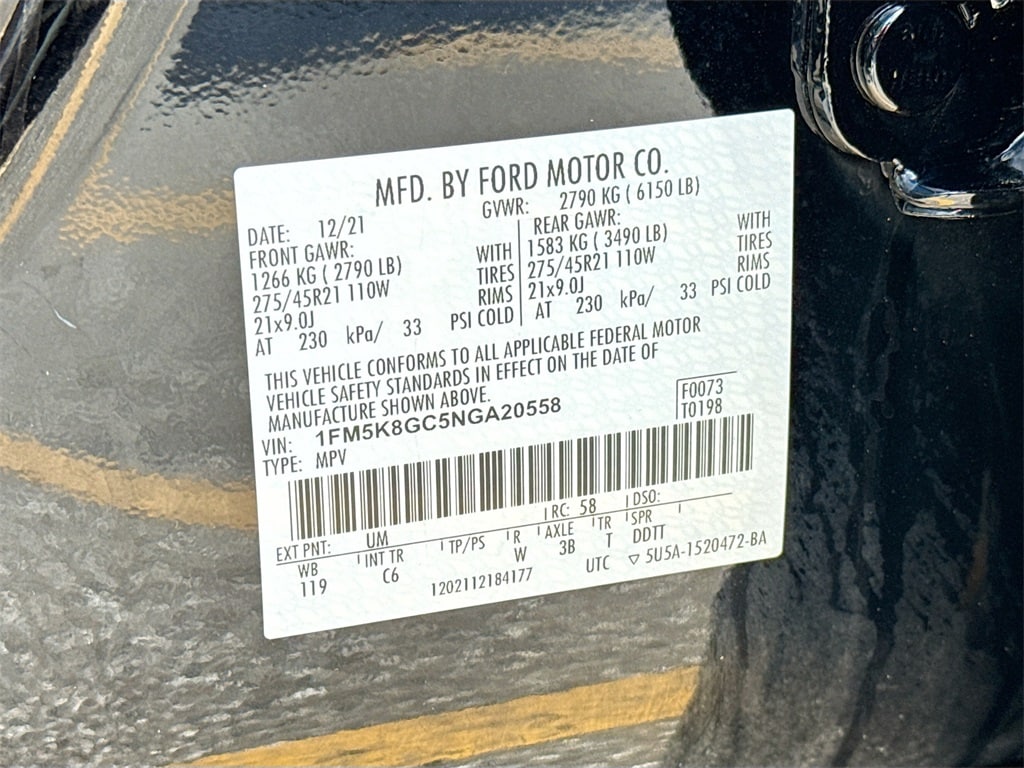 MFD. BY FORD MOTOR CO.
DATE: 12/21 GVWR: 2790 KG ( 6150 LB)
FRONT GAWR: REAR GAWR:
1266 KG ( 2790 LB) WITH 1583 KG ( 3490 LB) WITH
275/45R21 110W TIRES 275/45R21 110W TIRES
21x9.0J RIMS 21x9.0J RIMS
AT 230 kPa/ 33 PSI COLD AT 230 kPa/ 33 PSI COLD
THIS VEHICLE CONFORMS TO ALL APPLICABLE FEDERAL MOTOR
VEHICLE SAFETY STANDARDS IN EFFECT ON THE DATE OF
MANUFACTURE SHOWN ABOVE.
VIN: 1FM5K8GC5NGA20558 F0073
TYPE: MPV T0198
EXT PNT: UM RC: 58 DSO:
WB INT TR TP/PS R AXLE TR SPR
119 C6 W 3B T DDTT
1202112184177 UTC ▽ 5U5A-1520472-BA